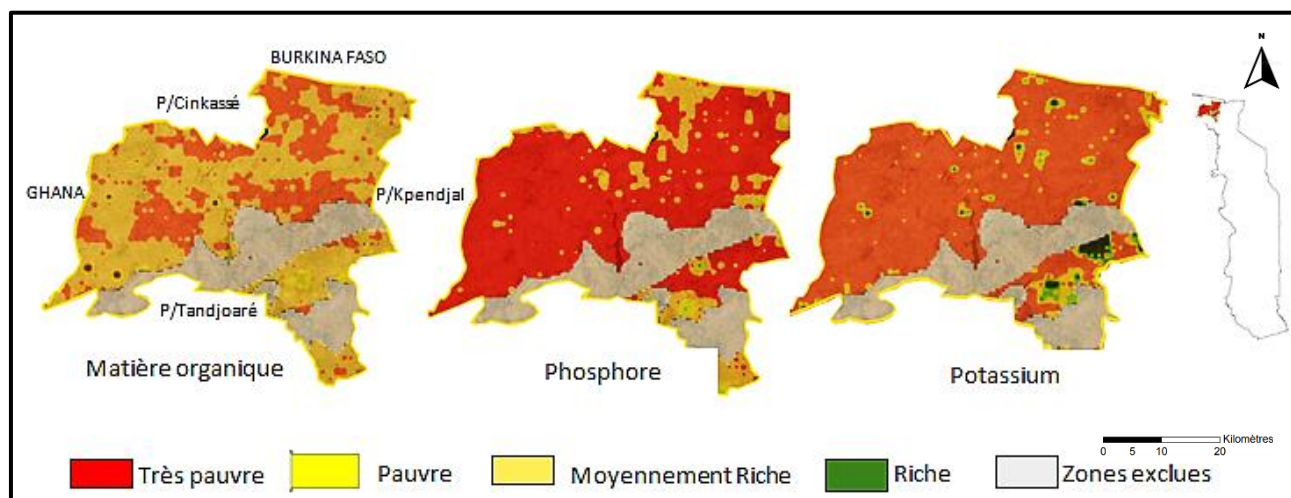 N
BURKINA FASO
P/Cinkassé
GHANA
P/Kpendjal
P/Tandjoaré
Matière organique
Phosphore
Potassium
Kilomètres
0 5 10 20
Très pauvre
Pauvre
Moyennement Riche
Riche
Zones exclues